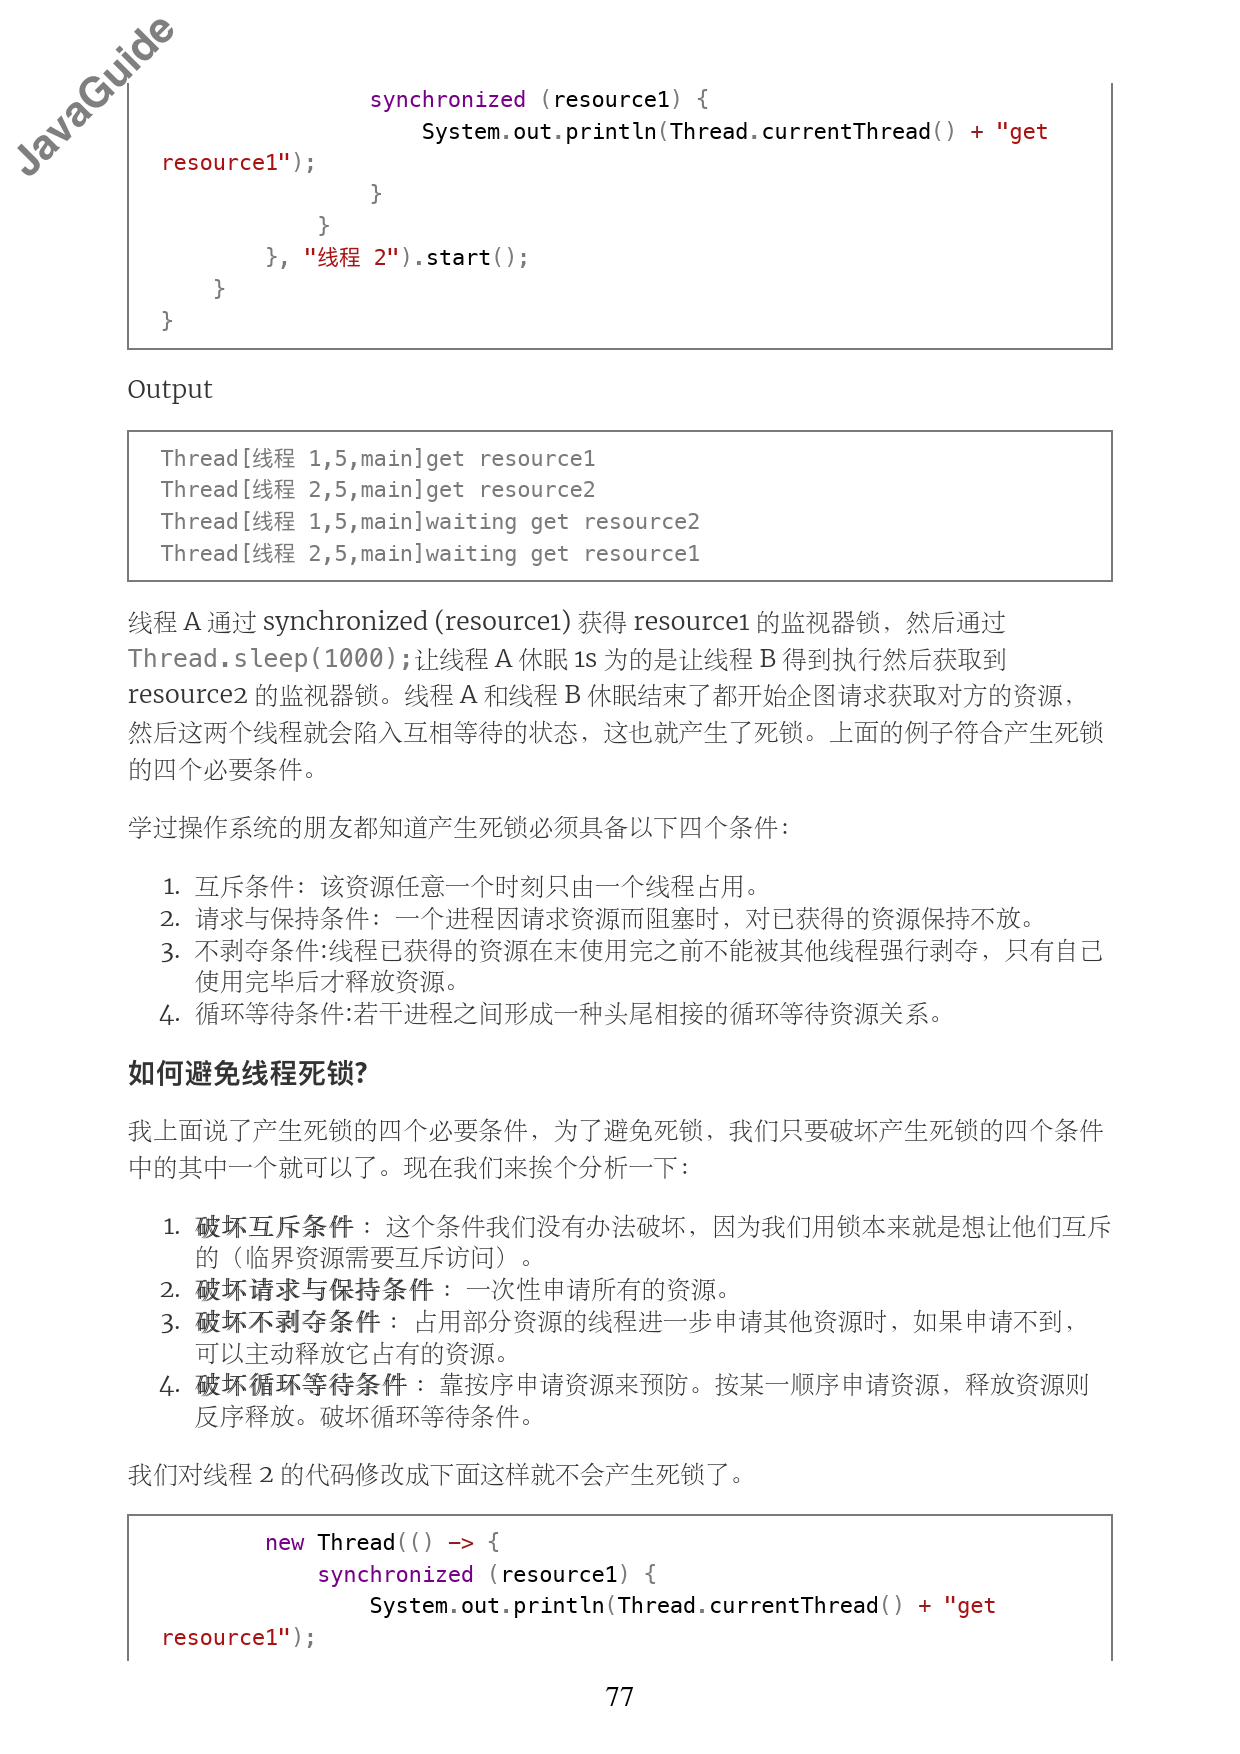 JavaGuide
synchronized (resource1) {
System.out.println(Thread.currentThread() + "get
resource1");
}
}
}, "线程 2").start();
}
}
Output
Thread[线程 1,5,main]get resource1
Thread[线程 2,5,main]get resource2
Thread[线程 1,5,main]waiting get resource2
Thread[线程 2,5,main]waiting get resource1
线程 A 通过 synchronized (resource1) 获得 resource1 的监视器锁，然后通过
Thread.sleep(1000);让线程 A 休眠 1s 为的是让线程 B 得到执行然后获取到
resource2 的监视器锁。线程 A 和线程 B 休眠结束了都开始企图请求获取对方的资源，
然后这两个线程就会陷入互相等待的状态，这也就产生了死锁。上面的例子符合产生死锁
的四个必要条件。
学过操作系统的朋友都知道产生死锁必须具备以下四个条件：
1. 互斥条件：该资源任意一个时刻只由一个线程占用。
2. 请求与保持条件：一个进程因请求资源而阻塞时，对已获得的资源保持不放。
3. 不剥夺条件:线程已获得的资源在末使用完之前不能被其他线程强行剥夺，只有自己
使用完毕后才释放资源。
4. 循环等待条件:若干进程之间形成一种头尾相接的循环等待资源关系。
如何避免线程死锁?
我上面说了产生死锁的四个必要条件，为了避免死锁，我们只要破坏产生死锁的四个条件
中的其中一个就可以了。现在我们来挨个分析一下：
1. 破坏互斥条件 ：这个条件我们没有办法破坏，因为我们用锁本来就是想让他们互斥
的（临界资源需要互斥访问）。
2. 破坏请求与保持条件 ：一次性申请所有的资源。
3. 破坏不剥夺条件 ：占用部分资源的线程进一步申请其他资源时，如果申请不到，
可以主动释放它占有的资源。
4. 破坏循环等待条件 ：靠按序申请资源来预防。按某一顺序申请资源，释放资源则
反序释放。破坏循环等待条件。
我们对线程 2 的代码修改成下面这样就不会产生死锁了。
new Thread(() -> {
synchronized (resource1) {
System.out.println(Thread.currentThread() + "get
resource1");
77